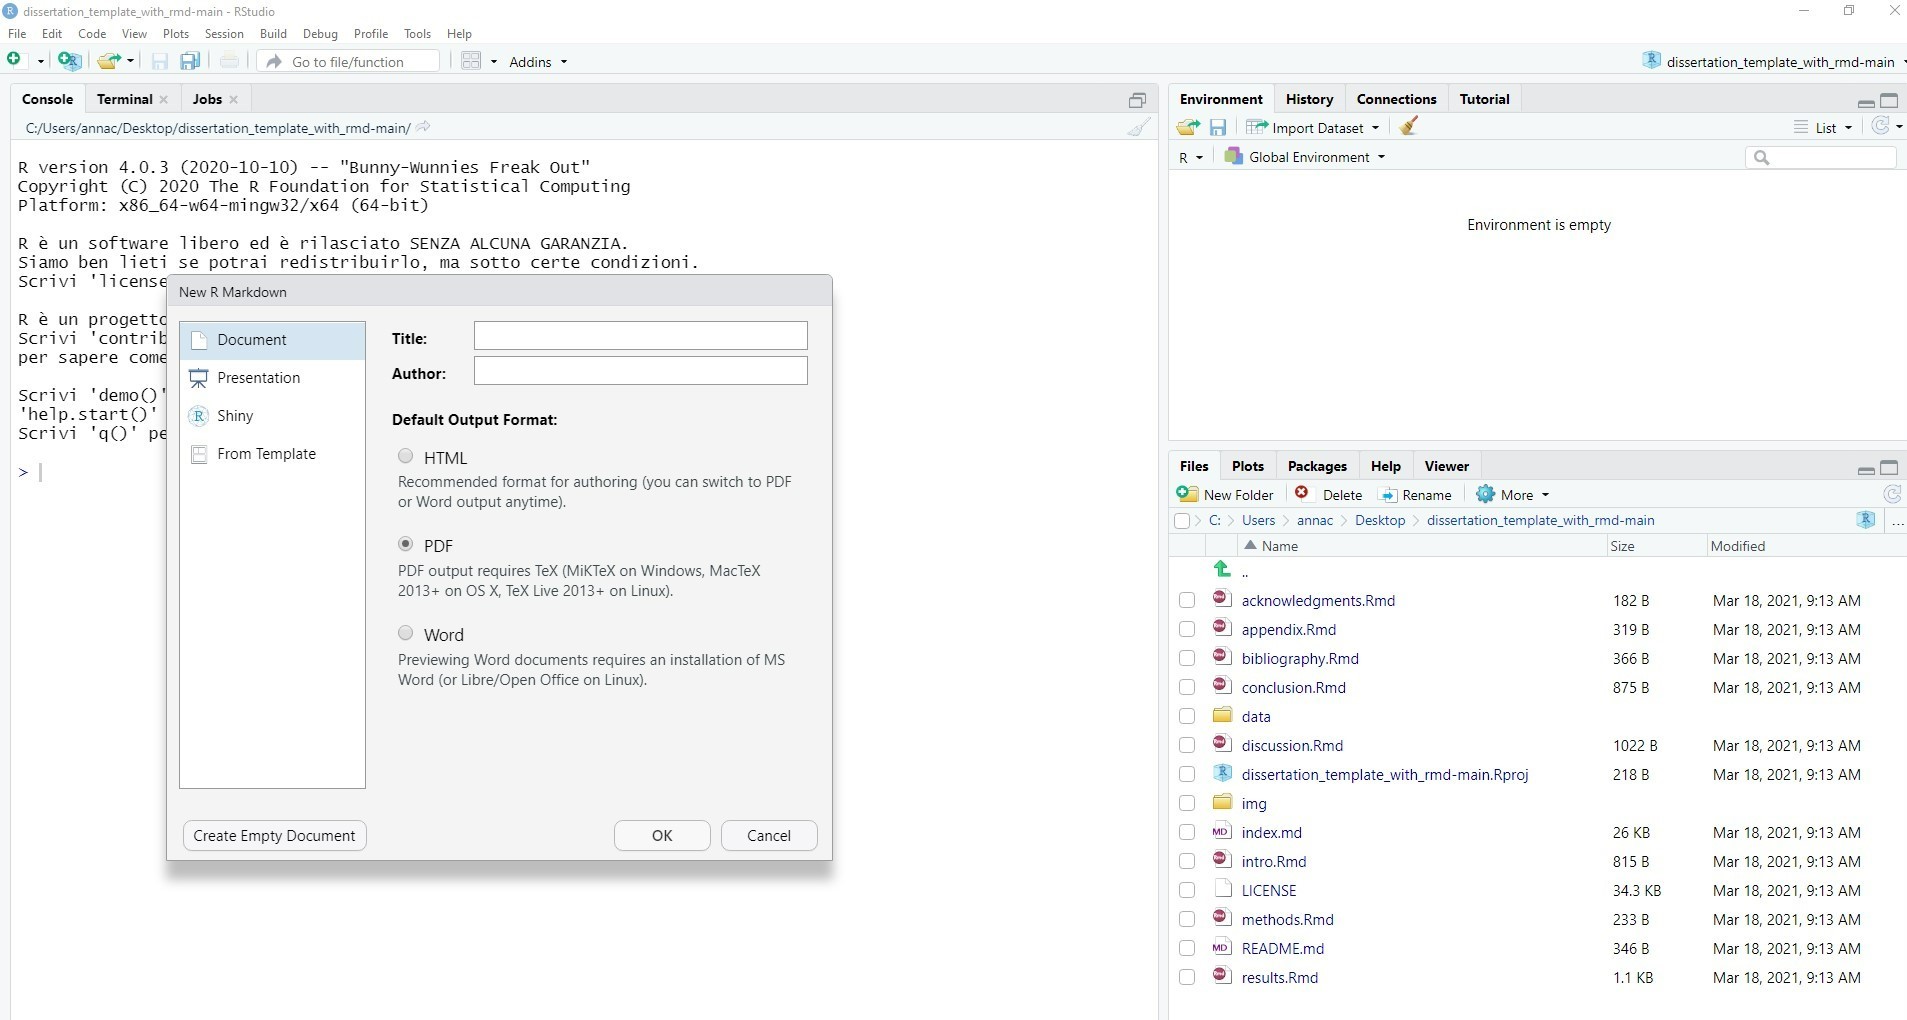 dissertation_template_with_rmd-main - RStudio
File Edit Code View Plots Session Build Debug Profile Tools Help
Go to file/function Addins dissertation_template_with_rmd-main
Console Terminal Jobs
C:/Users/annac/Desktop/dissertation_template_with_rmd-main/
R version 4.0.3 (2020-10-10) -- "Bunny-Wunnies Freak Out"
Copyright (C) 2020 The R Foundation for Statistical Computing
Platform: x86_64-w64-mingw32/x64 (64-bit)
R è un software libero ed è rilasciato SENZA ALCUNA GARANZIA.
Siamo ben lieti se potrai redistribuirlo, ma sotto certe condizioni.
Scrivi 'license
R è un progetto
Scrivi 'contrib
per sapere come
Scrivi 'demo()'
'help.start()'
Scrivi 'q()' pe
>
New R Markdown
Document
Presentation
Shiny
From Template
Title:
Author:
Default Output Format:
HTML
Recommended format for authoring (you can switch to PDF
or Word output anytime).
PDF
PDF output requires TeX (MiKTeX on Windows, MacTeX
2013+ on OS X, TeX Live 2013+ on Linux).
Word
Previewing Word documents requires an installation of MS
Word (or Libre/Open Office on Linux).
Create Empty Document OK Cancel
Environment History Connections Tutorial
Import Dataset List
R Global Environment
Environment is empty
Files Plots Packages Help Viewer
New Folder Delete Rename More
C: Users annac Desktop dissertation_template_with_rmd-main ...
Name Size Modified
..
acknowledgments.Rmd 182 B Mar 18, 2021, 9:13 AM
appendix.Rmd 319 B Mar 18, 2021, 9:13 AM
bibliography.Rmd 366 B Mar 18, 2021, 9:13 AM
conclusion.Rmd 875 B Mar 18, 2021, 9:13 AM
data
discussion.Rmd 1022 B Mar 18, 2021, 9:13 AM
dissertation_template_with_rmd-main.Rproj 218 B Mar 18, 2021, 9:13 AM
img
index.md 26 KB Mar 18, 2021, 9:13 AM
intro.Rmd 815 B Mar 18, 2021, 9:13 AM
LICENSE 34.3 KB Mar 18, 2021, 9:13 AM
methods.Rmd 233 B Mar 18, 2021, 9:13 AM
README.md 346 B Mar 18, 2021, 9:13 AM
results.Rmd 1.1 KB Mar 18, 2021, 9:13 AM